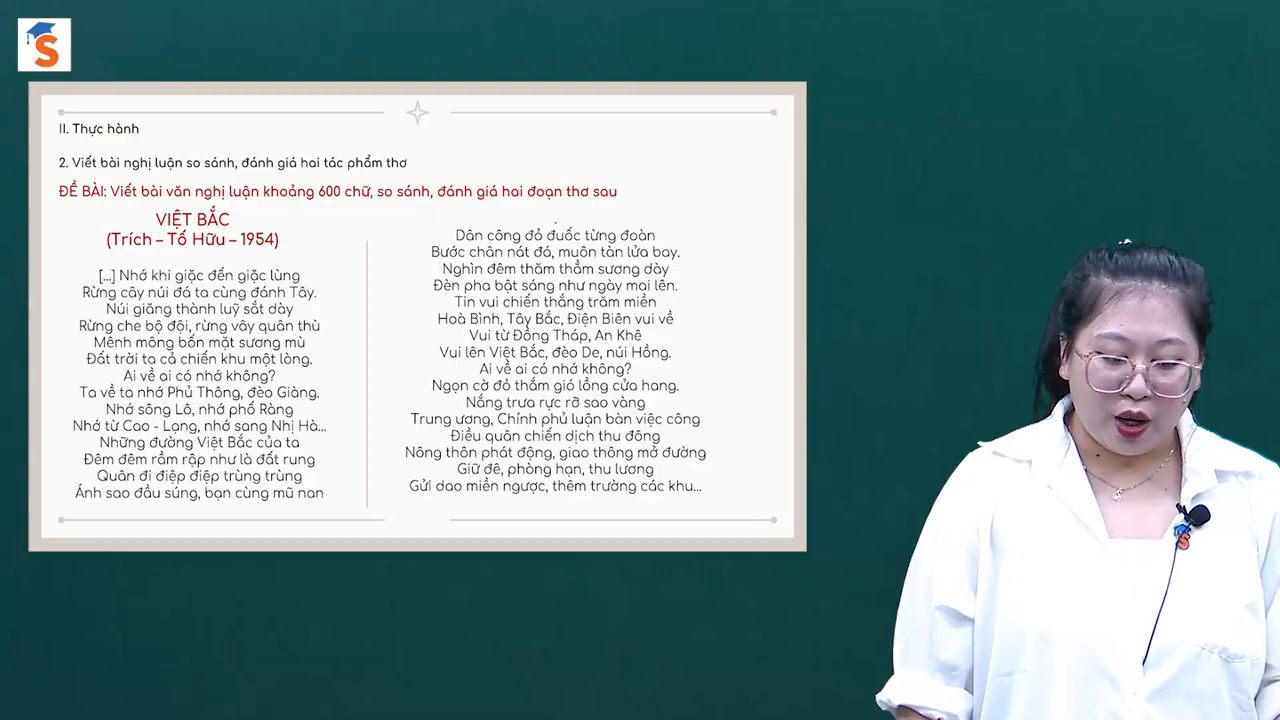 S
II. Thực hành
2. Viết bài nghị luận so sánh, đánh giá hai tác phẩm thơ
ĐỀ BÀI: Viết bài văn nghị luận khoảng 600 chữ, so sánh, đánh giá hai đoạn thơ sau
VIỆT BẮC
(Trích – Tố Hữu – 1954)
[...] Nhớ khi giặc đến giặc lùng
Rừng cây núi đá ta cùng đánh Tây.
Núi giăng thành luỹ sắt dày
Rừng che bộ đội, rừng vây quân thù
Mênh mông bốn mặt sương mù
Đất trời ta cả chiến khu một lòng.
Ai về ai có nhớ không?
Ta về ta nhớ Phủ Thông, đèo Giàng.
Nhớ sông Lô, nhớ phố Ràng
Nhớ từ Cao - Lạng, nhớ sang Nhị Hà...
Những đường Việt Bắc của ta
Đêm đêm rầm rập như là đất rung
Quân đi điệp điệp trùng trùng
Ánh sao đầu súng, bạn cùng mũ nan
Dân công đỏ đuốc từng đoàn
Bước chân nát đá, muôn tàn lửa bay.
Nghìn đêm thăm thẳm sương dày
Đèn pha bật sáng như ngày mai lên.
Tin vui chiến thắng trăm miền
Hoà Bình, Tây Bắc, Điện Biên vui về
Vui từ Đồng Tháp, An Khê
Vui lên Việt Bắc, đèo De, núi Hồng.
Ai về ai có nhớ không?
Ngọn cờ đỏ thắm gió lồng cửa hang.
Nắng trưa rực rỡ sao vàng
Trung ương, Chính phủ luận bàn việc công
Điều quân chiến dịch thu đông
Nông thôn phát động, giao thông mở đường
Giữ đê, phòng hạn, thu lương
Gửi dao miền ngược, thêm trường các khu...
S